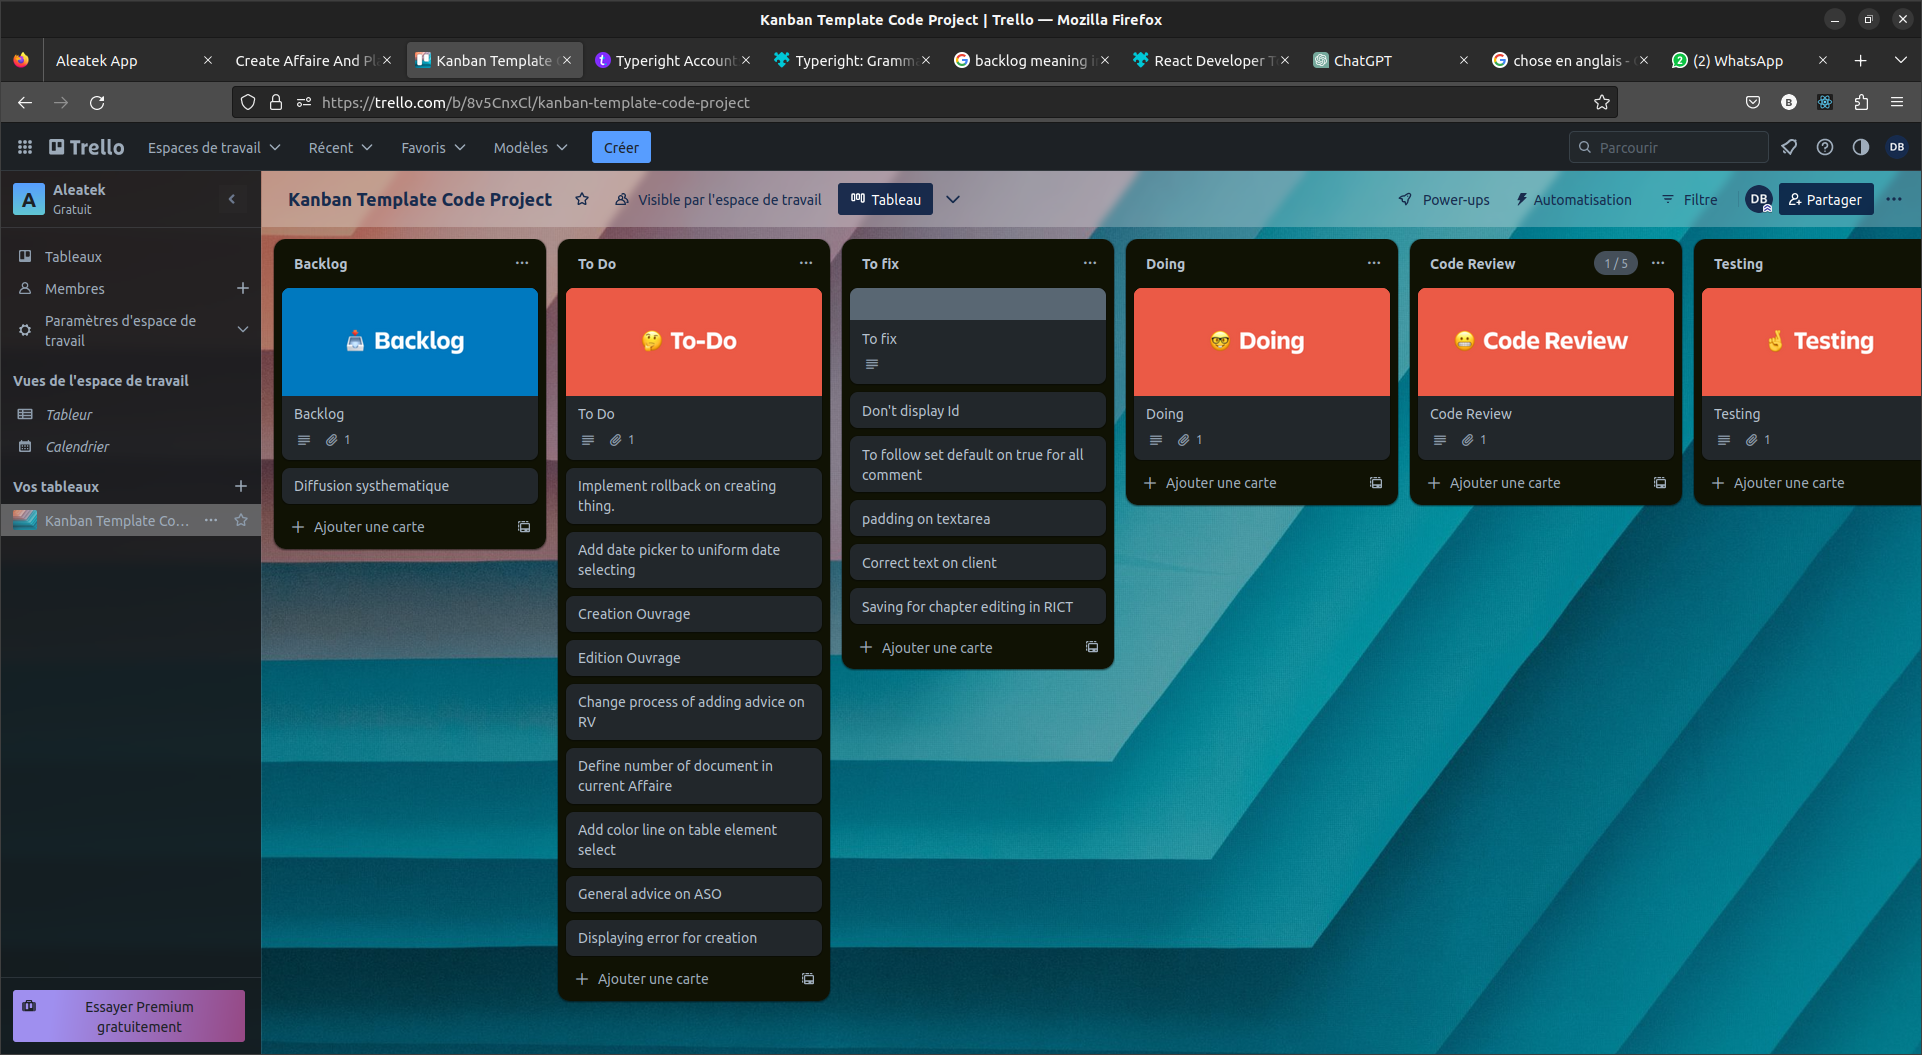 Kanban Template Code Project | Trello — Mozilla Firefox
Aleatek App
Create Affaire And Pl
Kanban Template
Typeright Account
Typeright: Gramm
backlog meaning i
React Developer T
ChatGPT
chose en anglais -
(2) WhatsApp
https://trello.com/b/8v5CnxCl/kanban-template-code-project
Trello
Espaces de travail
Récent
Favoris
Modèles
Créer
Parcourir
DB
A
Aleatek
Gratuit
Tableaux
Membres
Paramètres d'espace de
travail
Vues de l'espace de travail
Tableur
Calendrier
Vos tableaux
Kanban Template Co...
Essayer Premium
gratuitement
Kanban Template Code Project
Visible par l'espace de travail
Tableau
Power-ups
Automatisation
Filtre
DB
Partager
Backlog
Backlog
Backlog
1
Diffusion systhematique
Ajouter une carte
To Do
To-Do
To Do
1
Implement rollback on creating
thing.
Add date picker to uniform date
selecting
Creation Ouvrage
Edition Ouvrage
Change process of adding advice on
RV
Define number of document in
current Affaire
Add color line on table element
select
General advice on ASO
Displaying error for creation
Ajouter une carte
To fix
To fix
Don't display Id
To follow set default on true for all
comment
padding on textarea
Correct text on client
Saving for chapter editing in RICT
Ajouter une carte
Doing
Doing
Doing
1
Ajouter une carte
Code Review
1 / 5
Code Review
Code Review
1
Ajouter une carte
Testing
Testing
Testing
1
Ajouter une carte